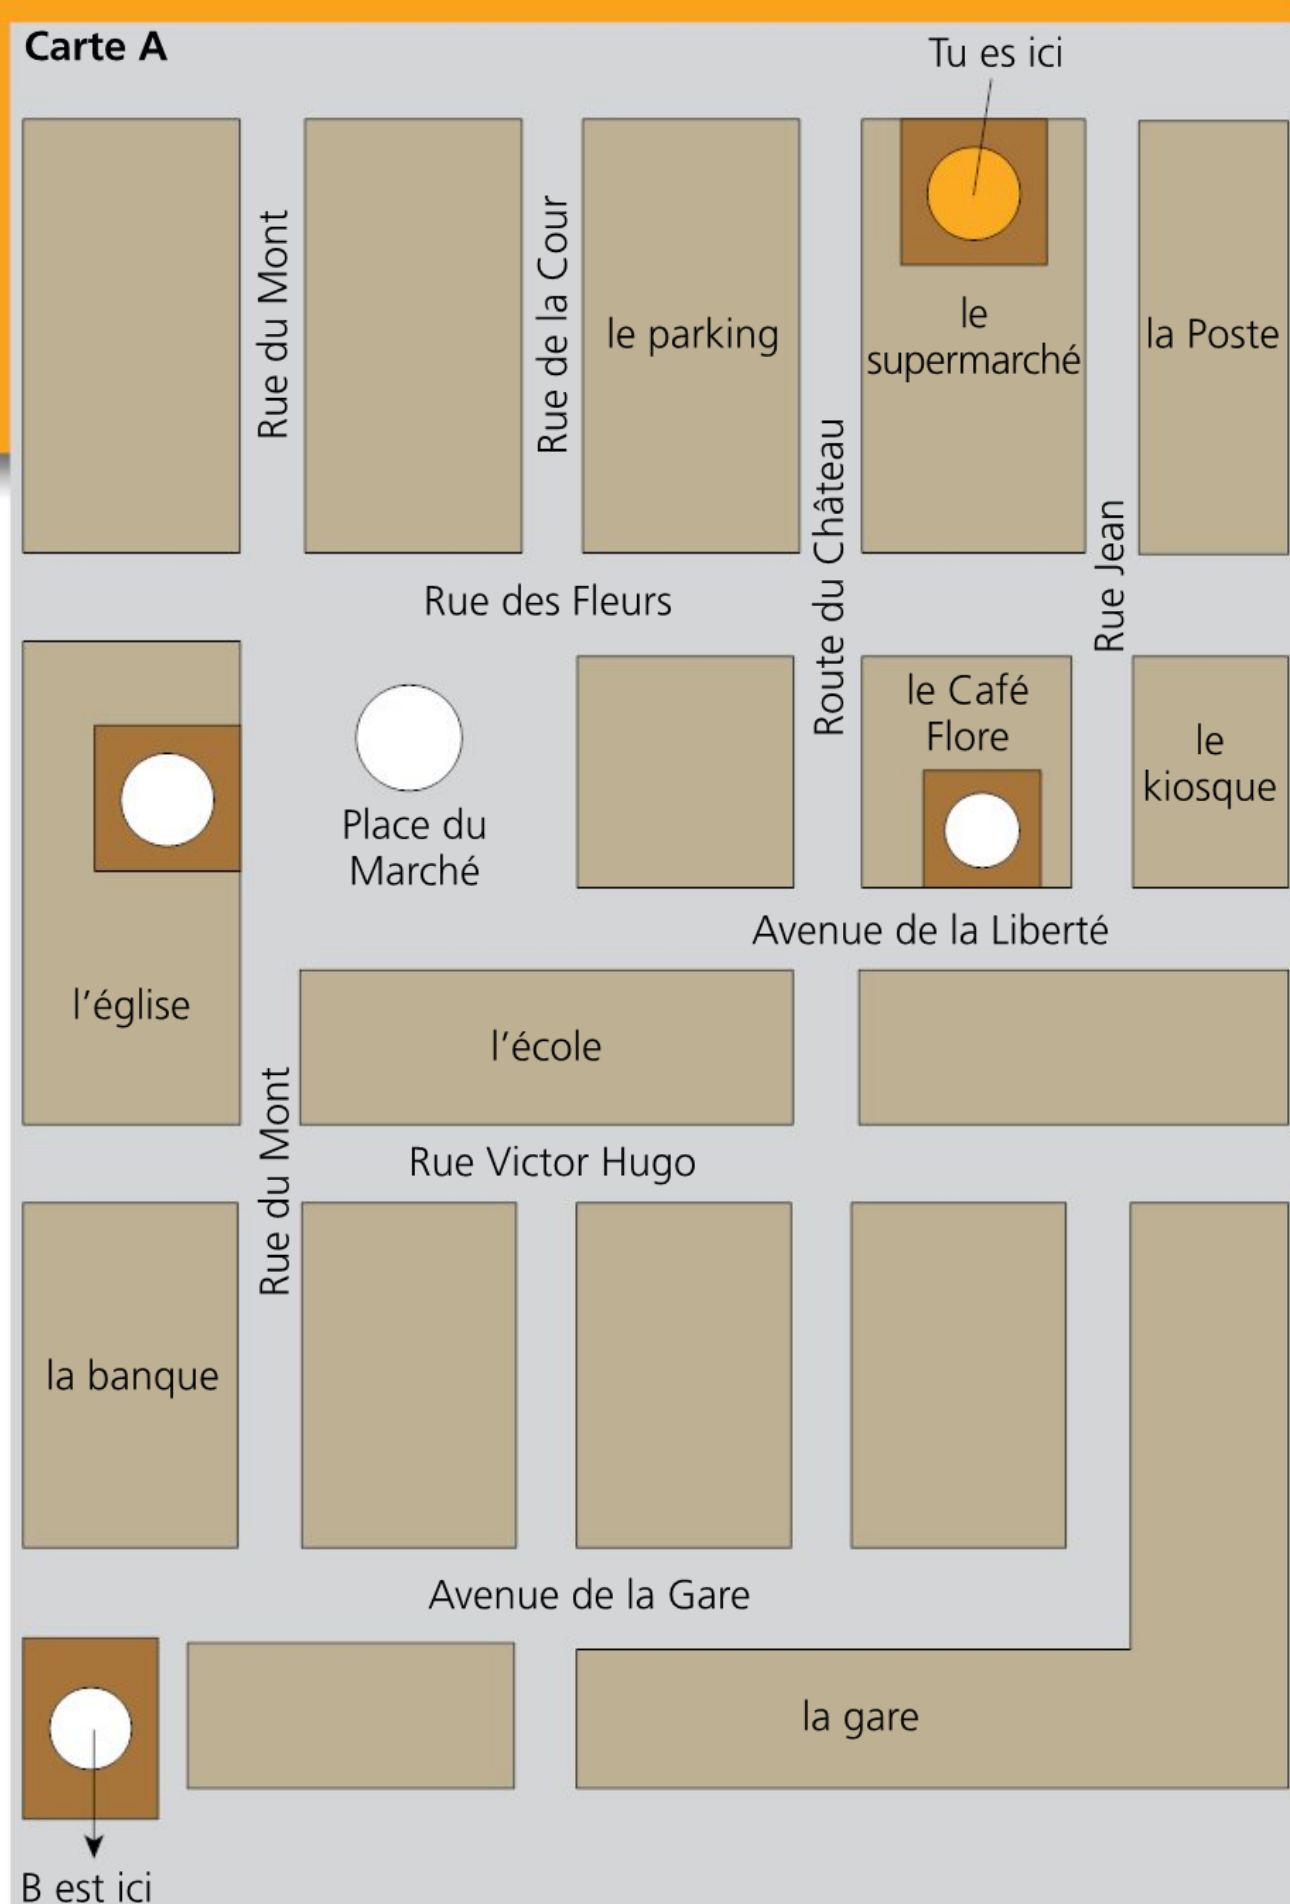 Carte A
Tu es ici
Rue du Mont
Rue de la Cour
le parking
le
supermarché
la Poste
Route du Château
Rue Jean
Rue des Fleurs
le Café
Flore
le
kiosque
Place du
Marché
Avenue de la Liberté
l'église
l'école
Rue du Mont
Rue Victor Hugo
la banque
Avenue de la Gare
la gare
B est ici